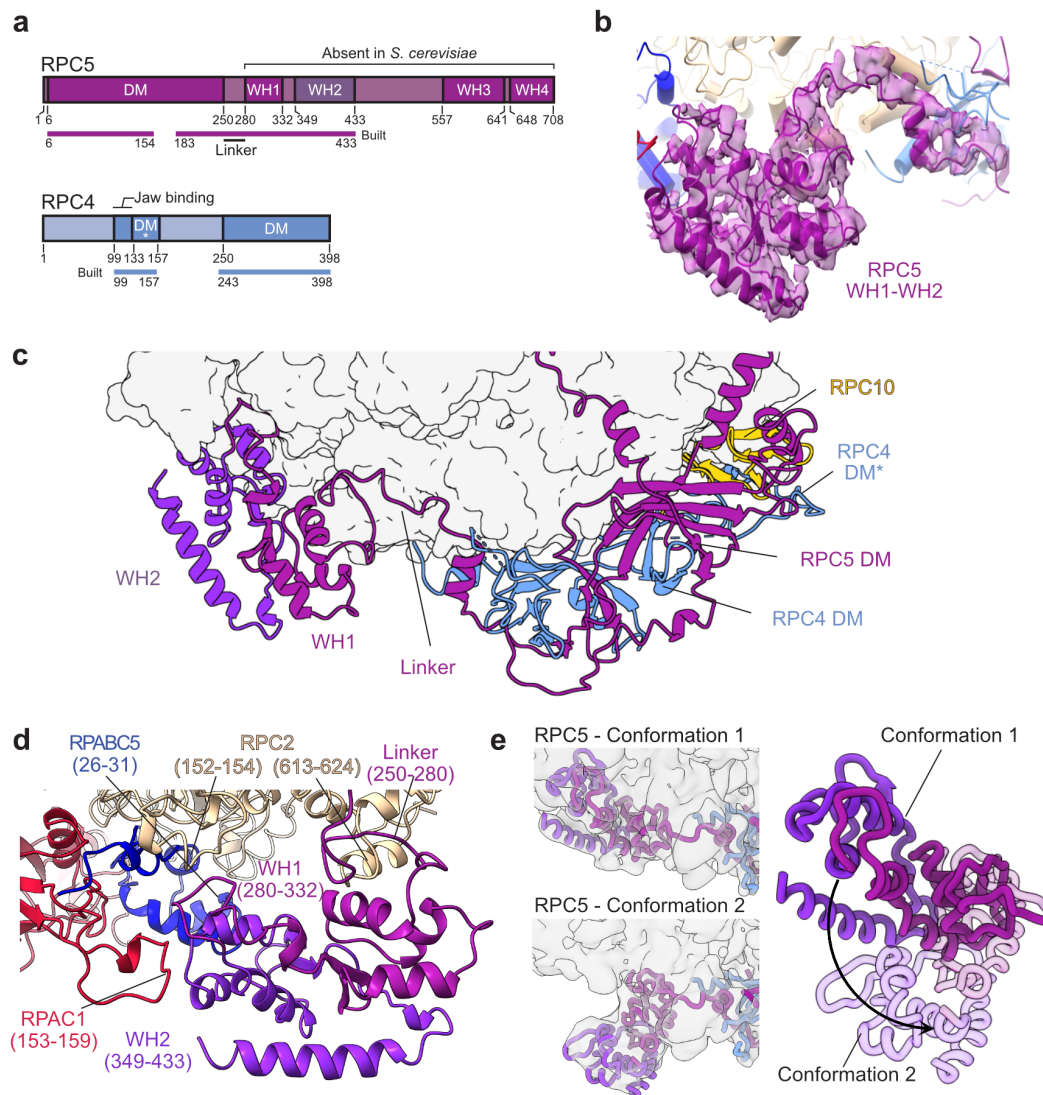 a
Absent in S. cerevisiae
RPC5
DM
WH1
WH2
WH3
WH4
1 6 250 280 332 349 433 557 641 648 708
6 154 183 433 Built
Linker
RPC4
Jaw binding
DM
*
DM
1 99 133 157 250 398
Built
99 157 243 398
b
RPC5
WH1-WH2
c
RPC10
RPC4
DM*
RPC5 DM
RPC4 DM
WH2
WH1
Linker
d
RPABC5
(26-31)
RPC2
(152-154) (613-624)
Linker
(250-280)
WH1
(280-332)
RPAC1
(153-159)
WH2
(349-433)
e
RPC5 - Conformation 1
RPC5 - Conformation 2
Conformation 1
Conformation 2